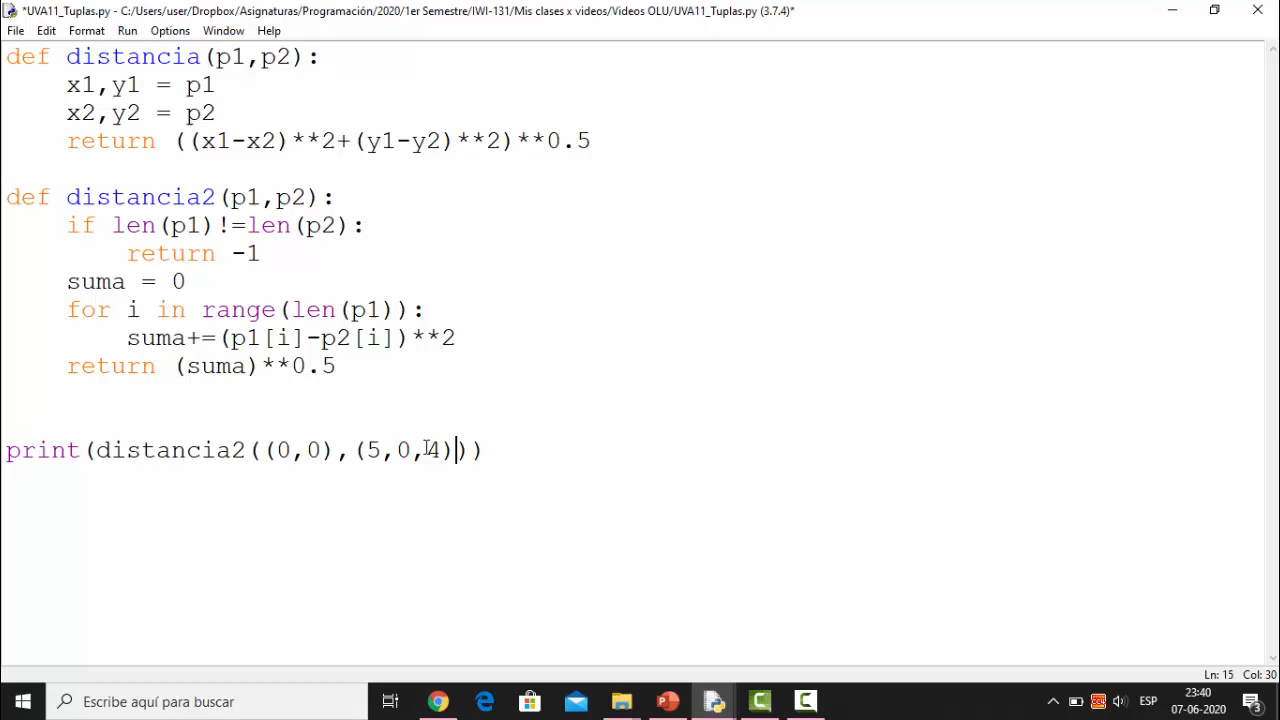 *UVA11_Tuplas.py - C:/Users/user/Dropbox/Asignaturas/Programación/2020/1er Semestre/IWI-131/Mis clases x videos/Videos OLU/UVA11_Tuplas.py (3.7.4)*
File Edit Format Run Options Window Help
def distancia(p1,p2):
    x1,y1 = p1
    x2,y2 = p2
    return ((x1-x2)**2+(y1-y2)**2)**0.5
def distancia2(p1,p2):
    if len(p1)!=len(p2):
        return -1
    suma = 0
    for i in range(len(p1)):
        suma+=(p1[i]-p2[i])**2
    return (suma)**0.5
print(distancia2((0,0),(5,0,4)))
Ln: 15 Col: 30
Escribe aquí para buscar
ESP
23:40
07-06-2020
3